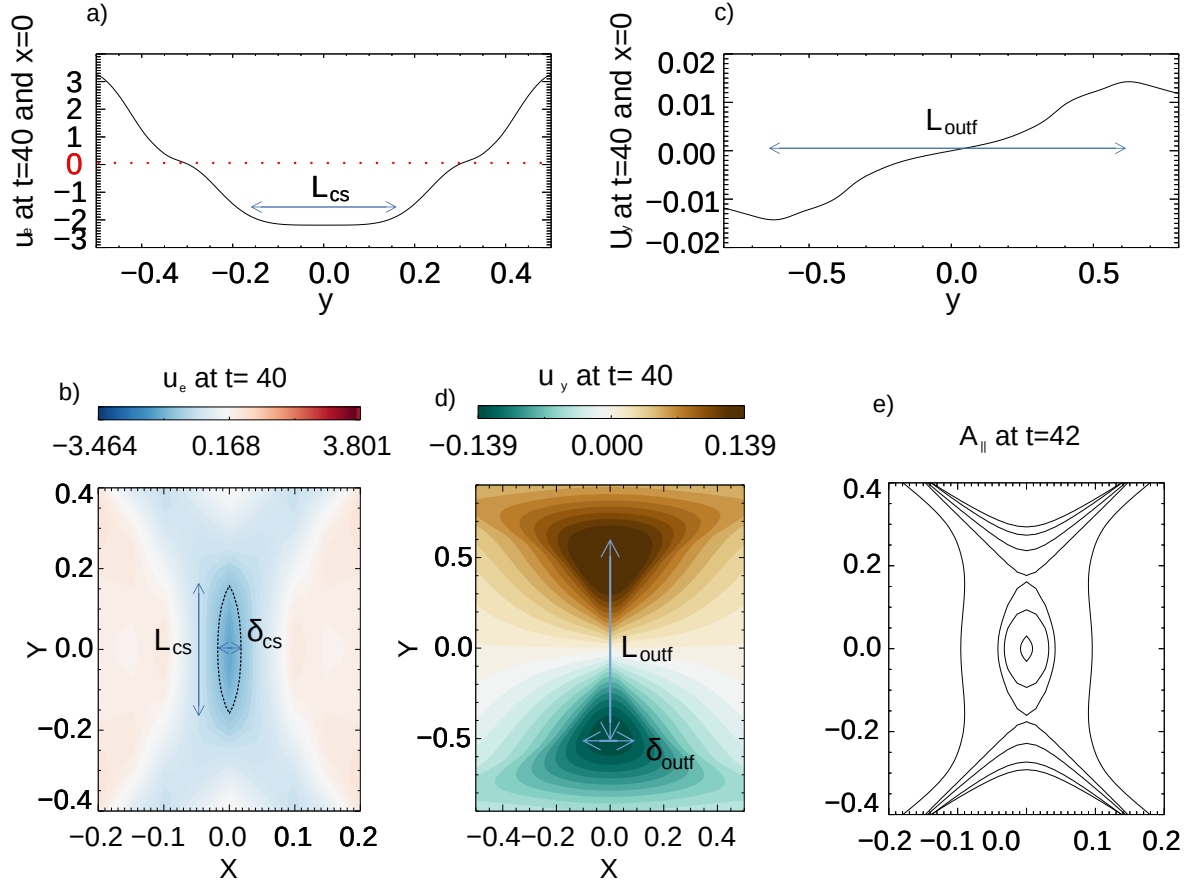 a)
u e at t=40 and x=0
3
2
1
0
−1
−2
−3
L cs
−0.4
−0.2
0.0
0.2
0.4
y
c)
U y at t=40 and x=0
0.02
0.01
0.00
−0.01
−0.02
L outf
−0.5
0.0
0.5
y
b)
u e at t= 40
−3.464
0.168
3.801
0.4
0.2
0.0
−0.2
−0.4
Y
L cs
δ cs
−0.2
−0.1
0.0
0.1
0.2
X
d)
u y at t= 40
−0.139
0.000
0.139
0.5
0.0
−0.5
Y
L outf
δ outf
−0.4
−0.2
0.0
0.2
0.4
X
e)
A || at t=42
0.4
0.2
0.0
−0.2
−0.4
−0.2
−0.1
0.0
0.1
0.2